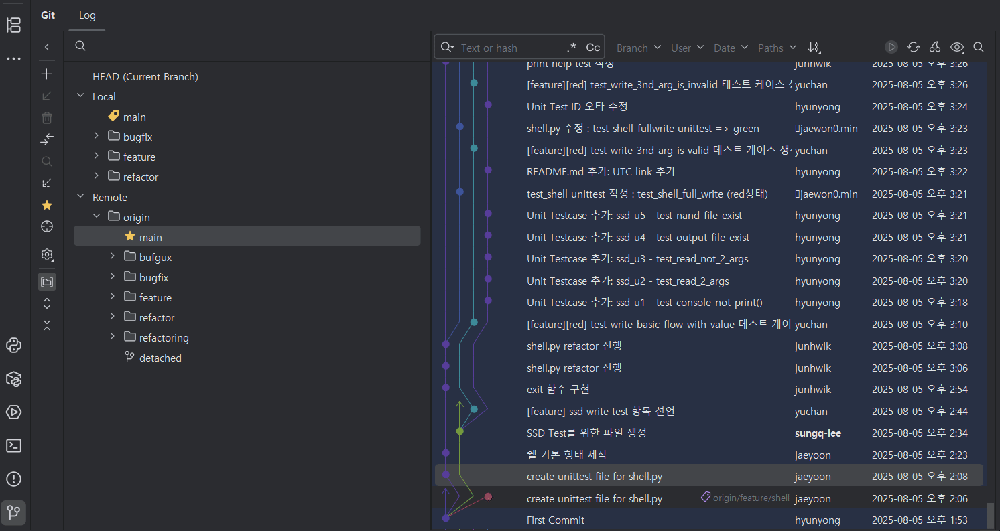 Git Log
Text or hash .* Cc Branch User Date Paths
HEAD (Current Branch)
Local
main
bugfix
feature
refactor
Remote
origin
main
bufgux
bugfix
feature
refactor
refactoring
detached
print help test 작성 junhwik 2025-08-05 오후 3:26
[feature][red] test_write_3nd_arg_is_invalid 테스트 케이스 yuchan 2025-08-05 오후 3:26
Unit Test ID 오타 수정 hyunyong 2025-08-05 오후 3:24
shell.py 수정 : test_shell_fullwrite unittest => green jaewon0.min 2025-08-05 오후 3:23
[feature][red] test_write_3nd_arg_is_valid 테스트 케이스 생 yuchan 2025-08-05 오후 3:23
README.md 추가: UTC link 추가 hyunyong 2025-08-05 오후 3:22
test_shell unittest 작성 : test_shell_full_write (red상태) jaewon0.min 2025-08-05 오후 3:21
Unit Testcase 추가: ssd_u5 - test_nand_file_exist hyunyong 2025-08-05 오후 3:21
Unit Testcase 추가: ssd_u4 - test_output_file_exist hyunyong 2025-08-05 오후 3:21
Unit Testcase 추가: ssd_u3 - test_read_not_2_args hyunyong 2025-08-05 오후 3:20
Unit Testcase 추가: ssd_u2 - test_read_2_args hyunyong 2025-08-05 오후 3:20
Unit Testcase 추가: ssd_u1 - test_console_not_print() hyunyong 2025-08-05 오후 3:18
[feature][red] test_write_basic_flow_with_value 테스트 케이 yuchan 2025-08-05 오후 3:10
shell.py refactor 진행 junhwik 2025-08-05 오후 3:08
shell.py refactor 진행 junhwik 2025-08-05 오후 3:06
exit 함수 구현 junhwik 2025-08-05 오후 2:54
[feature] ssd write test 항목 선언 yuchan 2025-08-05 오후 2:44
SSD Test를 위한 파일 생성 sungq-lee 2025-08-05 오후 2:34
쉘 기본 형태 제작 jaeyoon 2025-08-05 오후 2:23
create unittest file for shell.py jaeyoon 2025-08-05 오후 2:08
create unittest file for shell.py origin/feature/shell jaeyoon 2025-08-05 오후 2:06
First Commit hyunyong 2025-08-05 오후 1:53